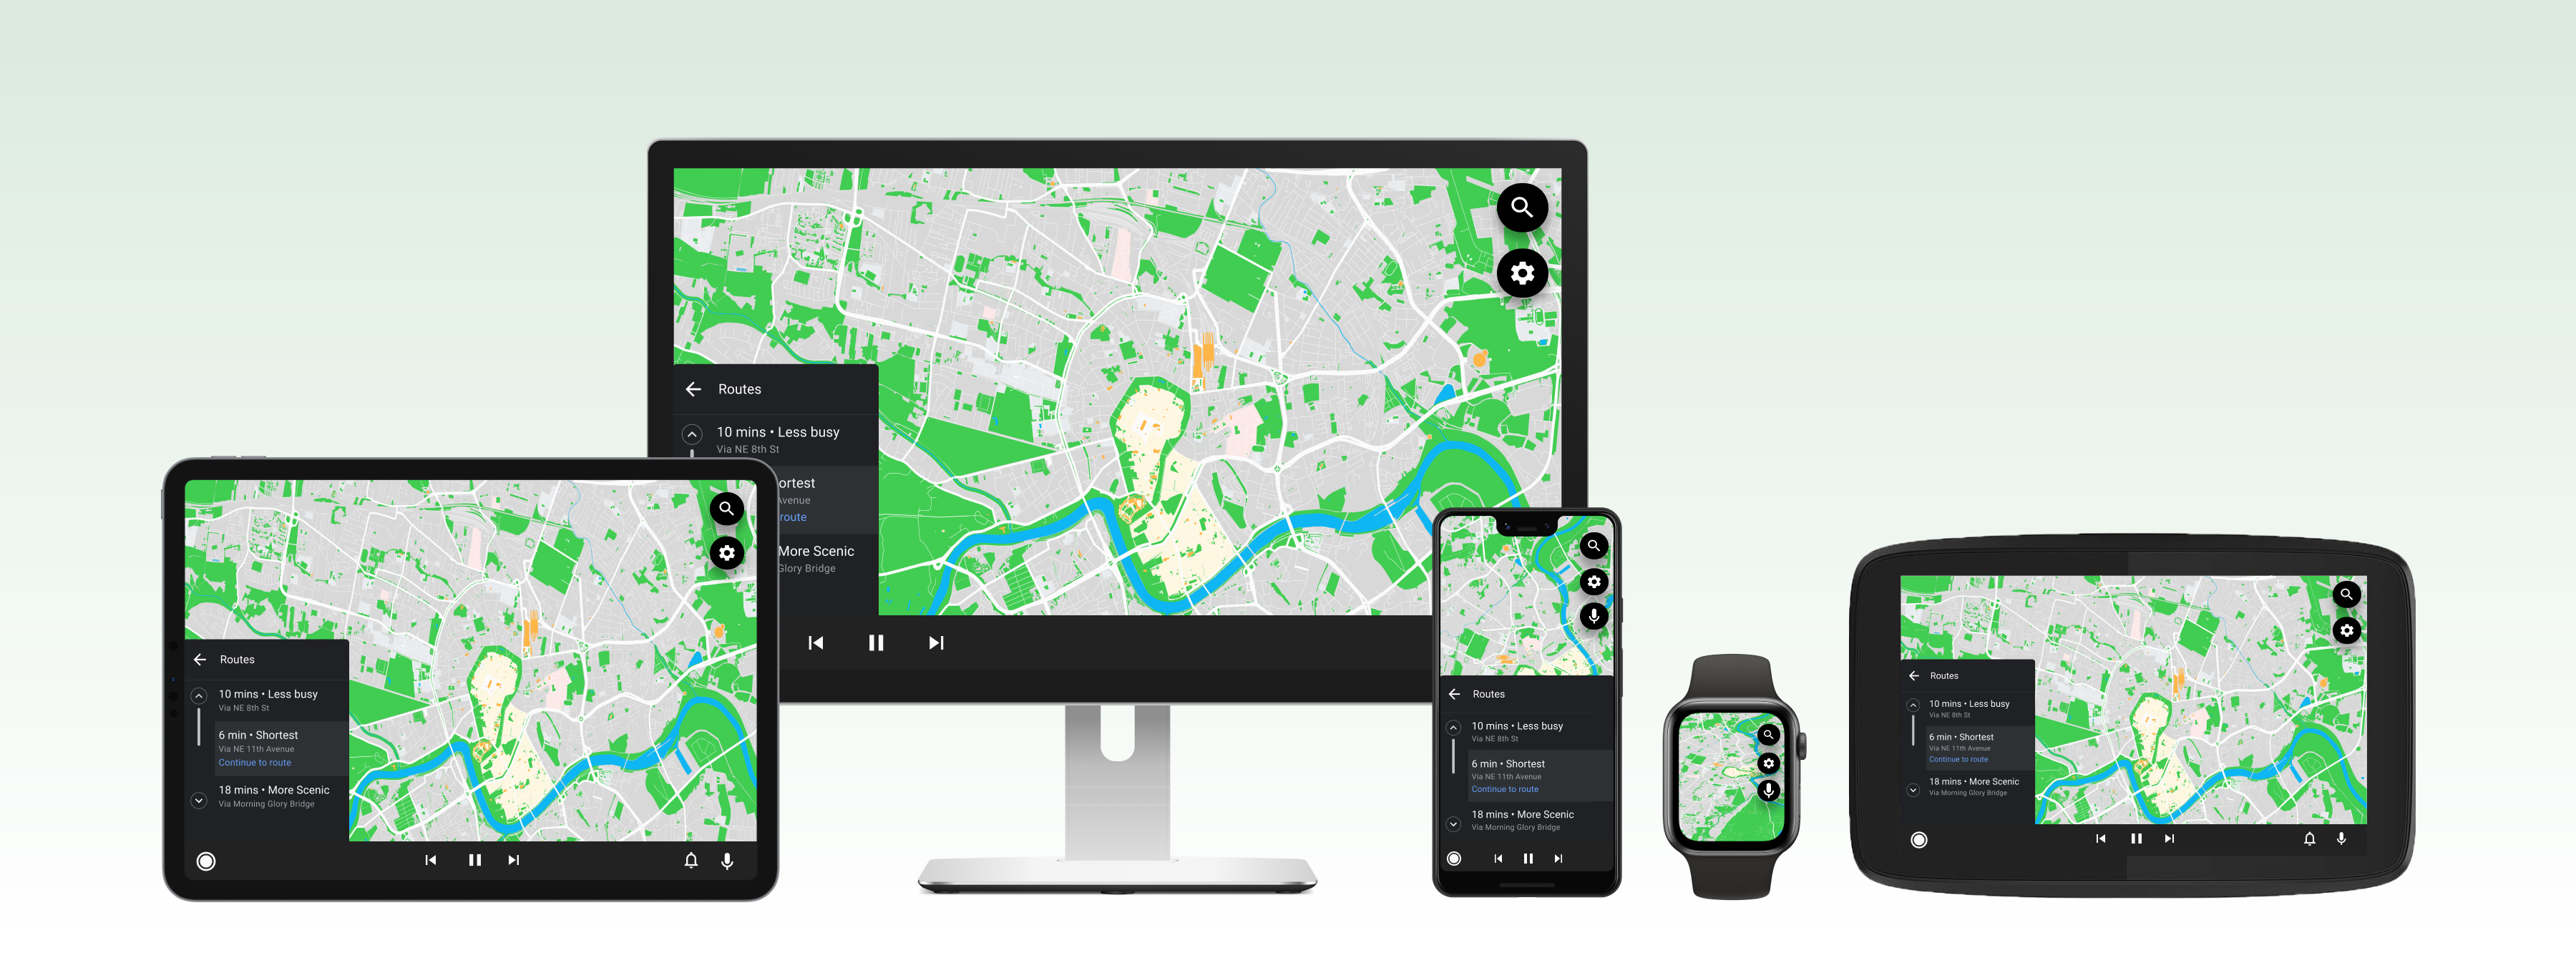 Routes
10 mins • Less busy
Via NE 8th St
ortest
Avenue
route
More Scenic
Glory Bridge
Routes
10 mins • Less busy
Via NE 8th St
6 min • Shortest
Via NE 11th Avenue
Continue to route
18 mins • More Scenic
Via Morning Glory Bridge
Routes
10 mins • Less busy
Via NE 8th St
6 min • Shortest
Via NE 11th Avenue
Continue to route
18 mins • More Scenic
Via Morning Glory Bridge
Routes
10 mins • Less busy
Via NE 8th St
6 min • Shortest
Via NE 11th Avenue
Continue to route
18 mins • More Scenic
Via Morning Glory Bridge